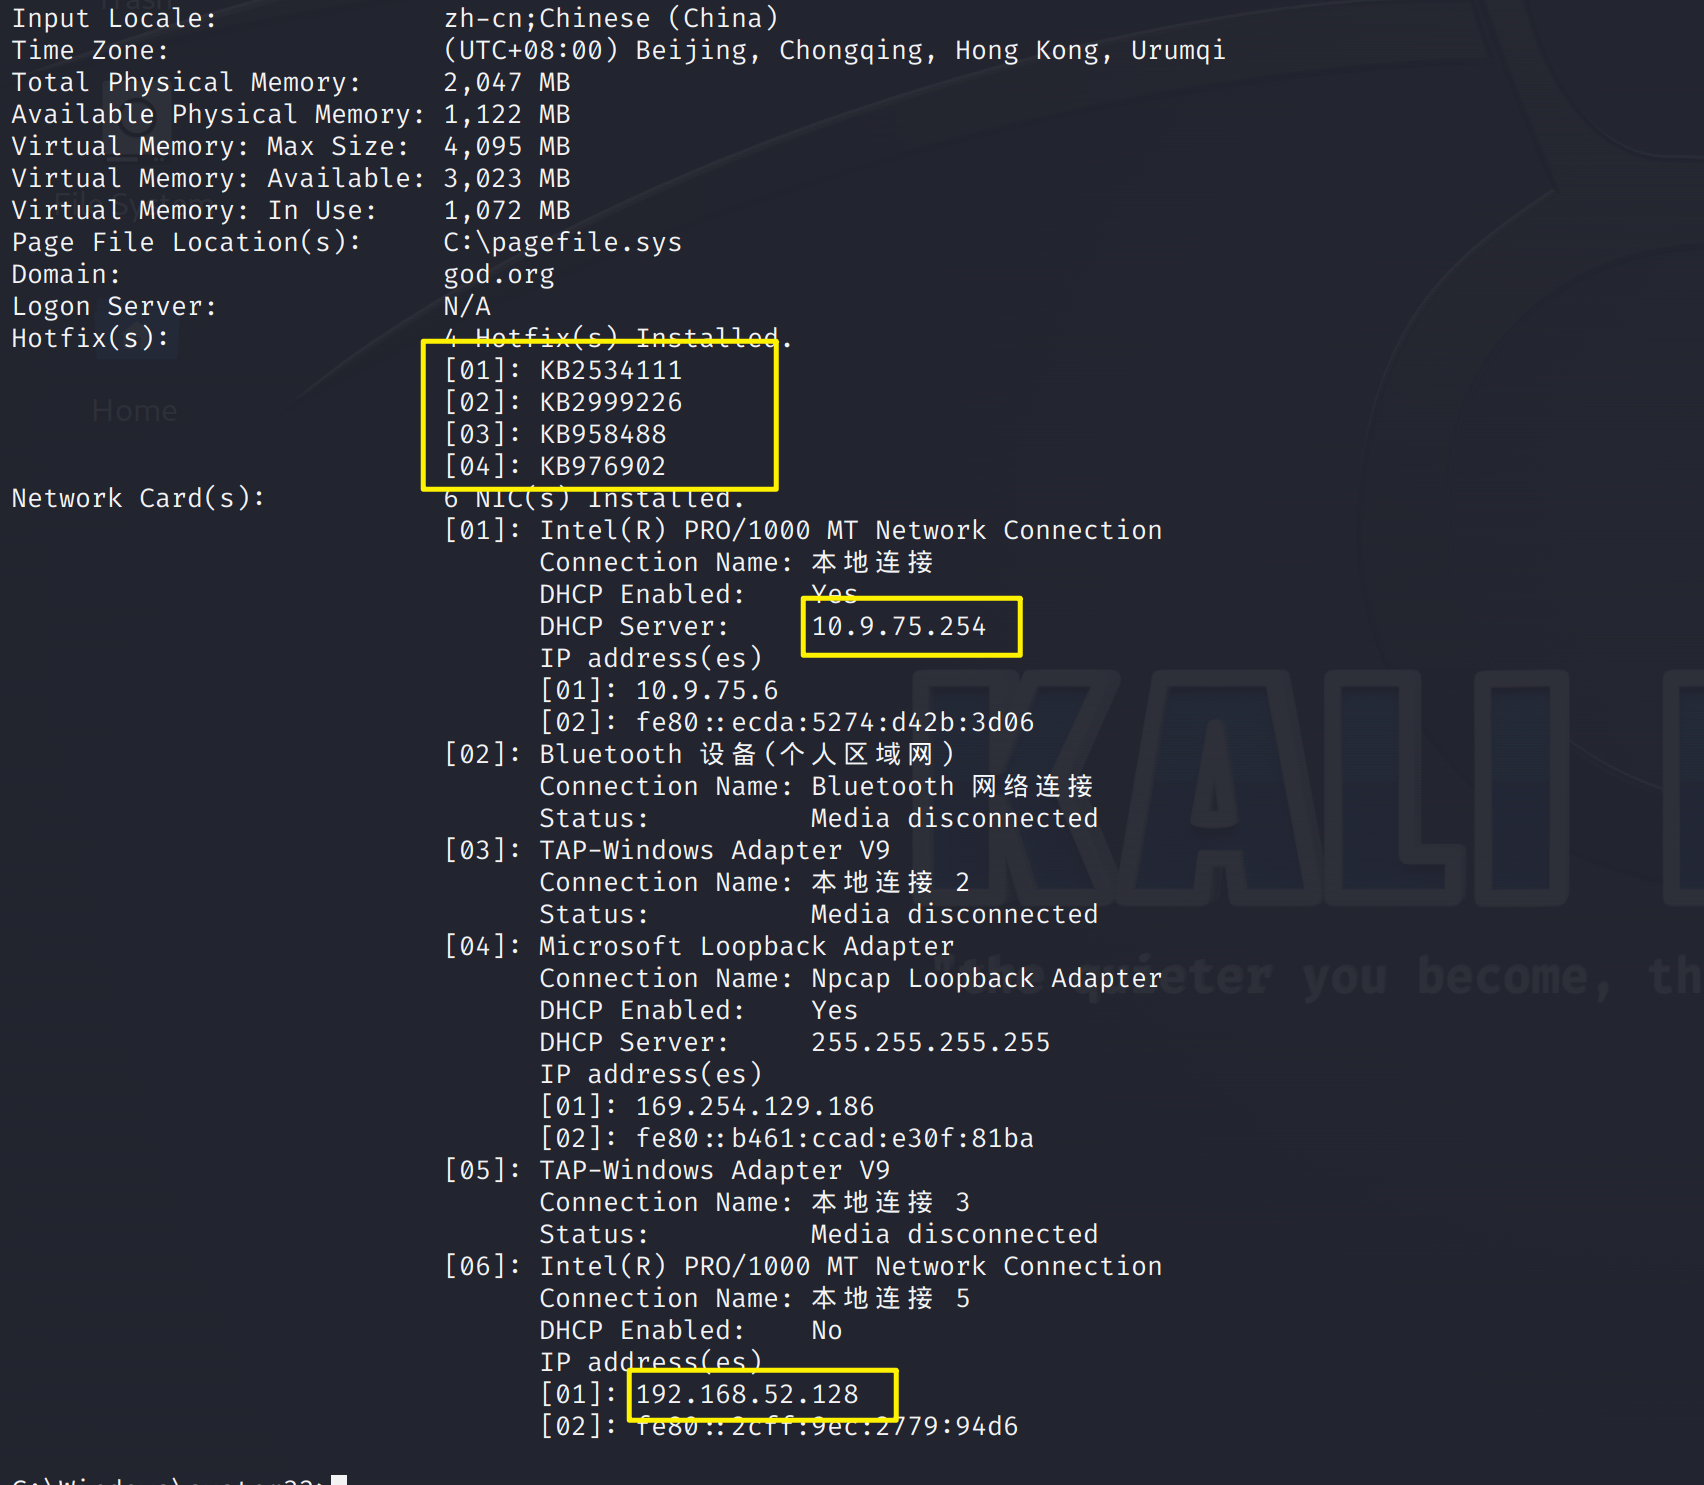 Trash
Input Locale: zh-cn;Chinese (China)
Time Zone: (UTC+08:00) Beijing, Chongqing, Hong Kong, Urumqi
Total Physical Memory: 2,047 MB
Available Physical Memory: 1,122 MB
Virtual Memory: Max Size: 4,095 MB
Virtual Memory: Available: 3,023 MB
File System
Virtual Memory: In Use: 1,072 MB
Page File Location(s): C:\pagefile.sys
Domain: god.org
Logon Server: N/A
Hotfix(s): 4 Hotfix(s) Installed.
[01]: KB2534111
[02]: KB2999226
Home
[03]: KB958488
[04]: KB976902
Network Card(s): 6 NIC(s) Installed.
[01]: Intel(R) PRO/1000 MT Network Connection
Connection Name: 本地连接
DHCP Enabled: Yes
DHCP Server: 10.9.75.254
IP address(es)
[01]: 10.9.75.6
[02]: fe80::ecda:5274:d42b:3d06
[02]: Bluetooth 设备(个人区域网)
Connection Name: Bluetooth 网络连接
Status: Media disconnected
KALI
[03]: TAP-Windows Adapter V9
Connection Name: 本地连接 2
Status: Media disconnected
[04]: Microsoft Loopback Adapter
Connection Name: Npcap Loopback Adapter
"the quieter you become, th
DHCP Enabled: Yes
DHCP Server: 255.255.255.255
IP address(es)
[01]: 169.254.129.186
[02]: fe80::b461:ccad:e30f:81ba
[05]: TAP-Windows Adapter V9
Connection Name: 本地连接 3
Status: Media disconnected
[06]: Intel(R) PRO/1000 MT Network Connection
Connection Name: 本地连接 5
DHCP Enabled: No
IP address(es)
[01]: 192.168.52.128
[02]: fe80::2cff:9ec:2779:94d6
C:\Windows\system32>